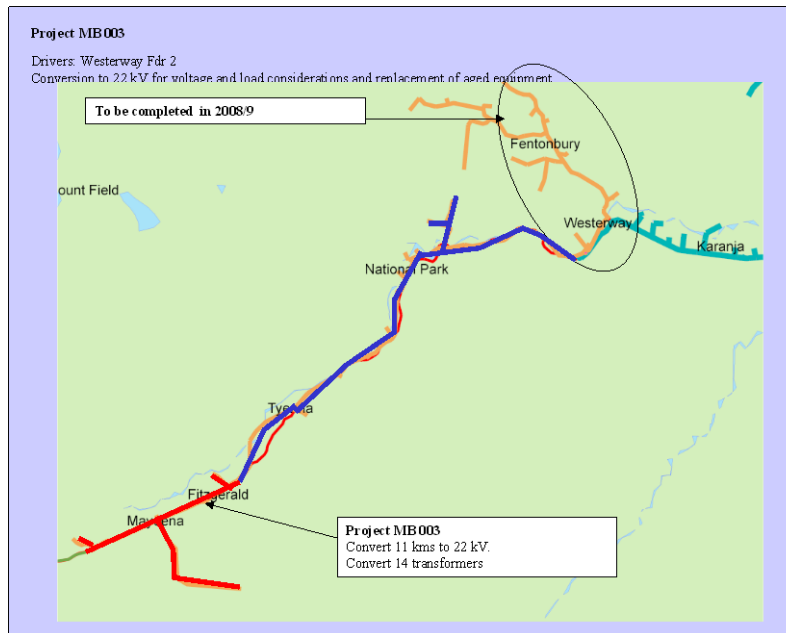 Project MB003
Drivers: Westerway Fdr 2
Conversion to 22 kV for voltage and load considerations and replacement of aged equipment
To be completed in 2008/9
Fentonbury
ount Field
Westerway
Karanja
National Park
Fitzgerald
Project MB003
Convert 11 kms to 22 kV.
Convert 14 transformers